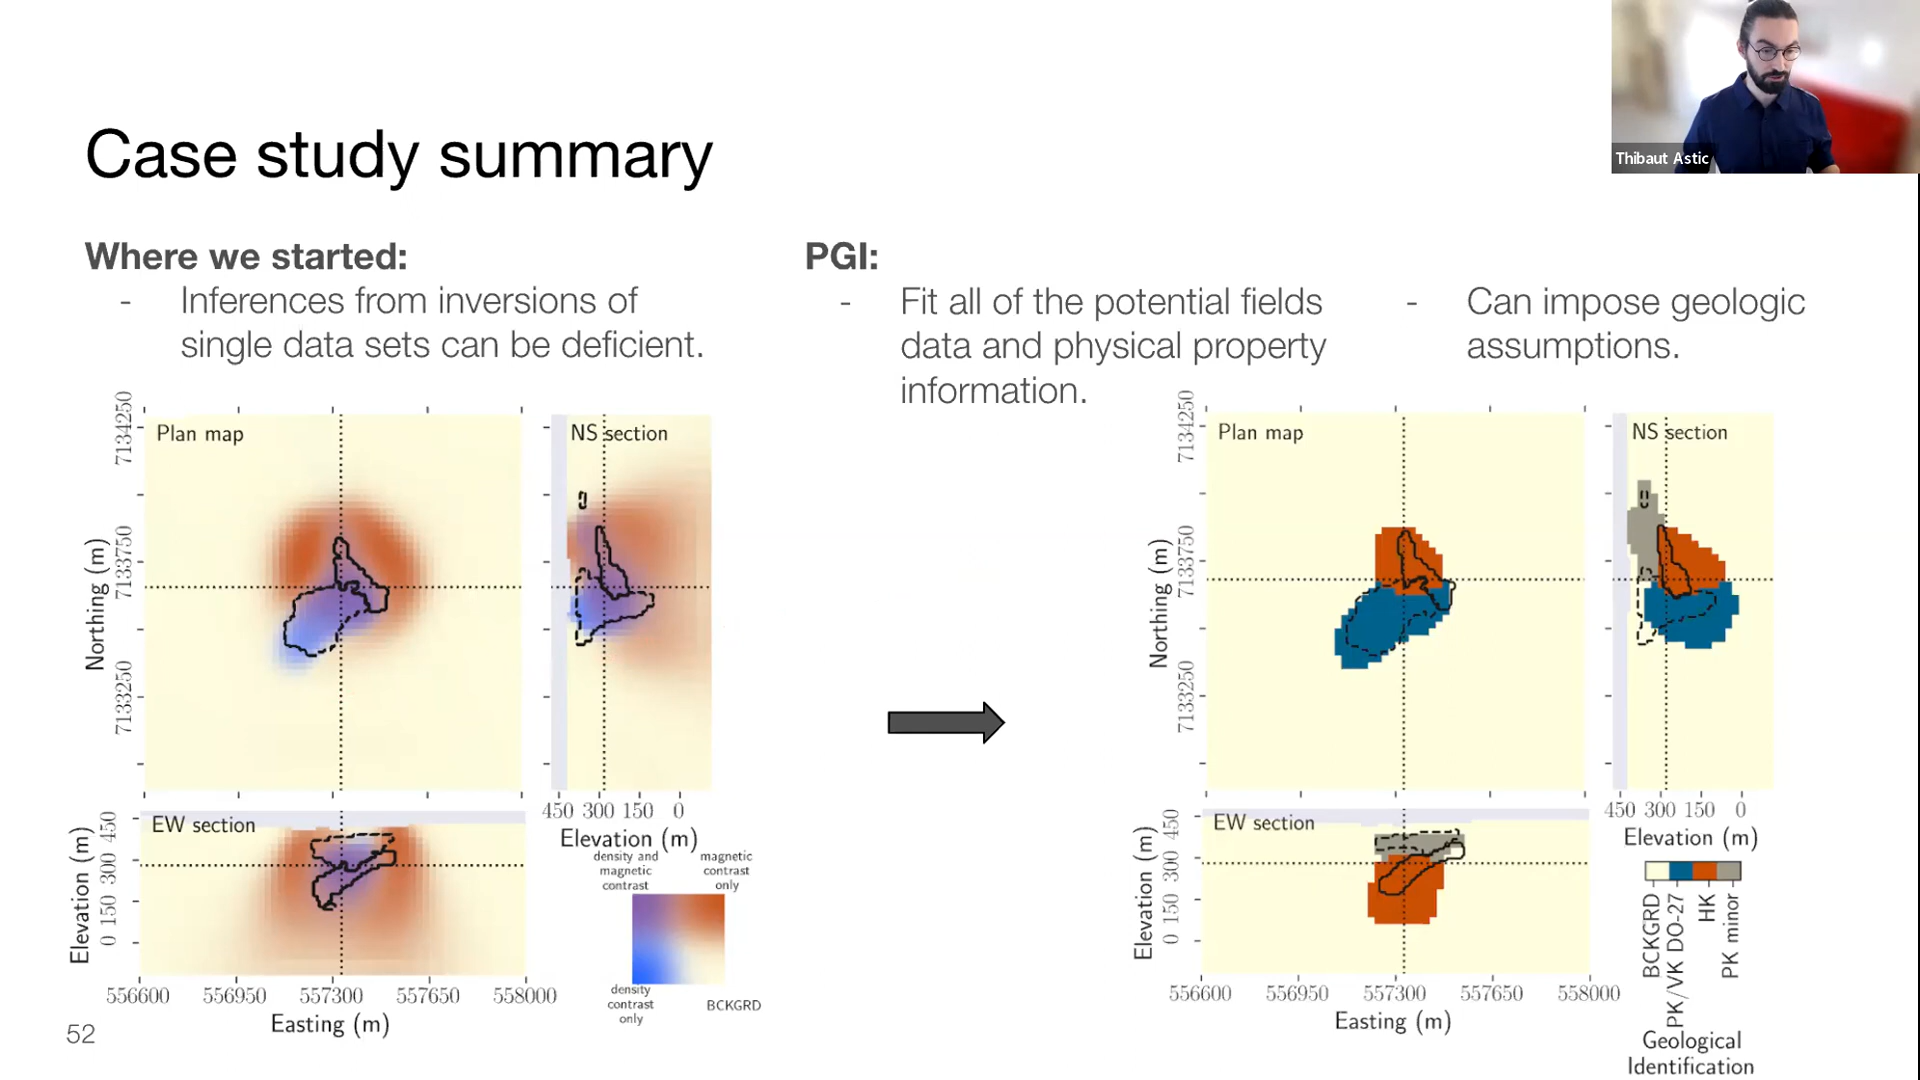 Thibaut Astic
Case study summary
Where we started:
- Inferences from inversions of
single data sets can be deficient.
PGI:
- Fit all of the potential fields
data and physical property
information.
- Can impose geologic
assumptions.
Plan map
7134250
7133750
7133250
Northing (m)
NS section
450 300 150 0
Elevation (m)
EW section
450
300
150
0
Elevation (m)
556600 556950 557300 557650 558000
Easting (m)
density and
magnetic
contrast
magnetic
contrast
only
density
contrast
only
BCKGRD
Plan map
7134250
7133750
7133250
Northing (m)
NS section
450 300 150 0
Elevation (m)
EW section
450
300
150
0
Elevation (m)
556600 556950 557300 557650 558000
Easting (m)
BCKGRD
PK/VK DO-27
HK
PK minor
Geological
Identification
52